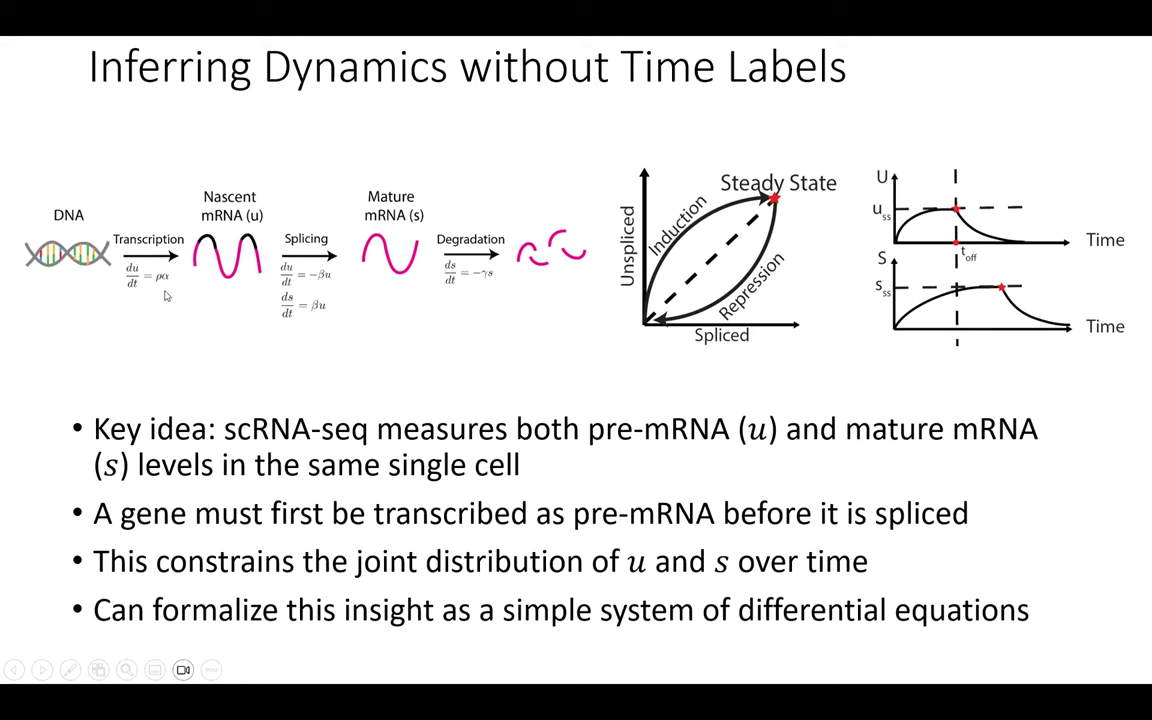 Inferring Dynamics without Time Labels
DNA
Transcription
du/dt = ρα
Nascent
mRNA (u)
Splicing
du/dt = −βu
ds/dt = βu
Mature
mRNA (s)
Degradation
ds/dt = −γs
Unspliced
Spliced
Induction
Repression
Steady State
U
u_ss
Time
t_off
S
S_ss
Time
• Key idea: scRNA-seq measures both pre-mRNA (u) and mature mRNA
(s) levels in the same single cell
• A gene must first be transcribed as pre-mRNA before it is spliced
• This constrains the joint distribution of u and s over time
• Can formalize this insight as a simple system of differential equations